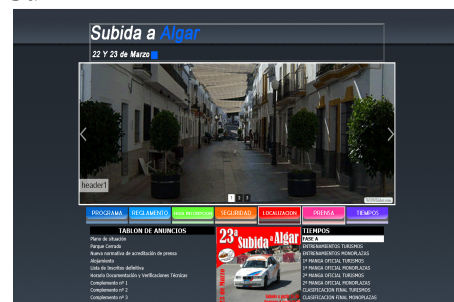 Subida a Algar
22 Y 23 de Marzo
header1
1 2 3
PROGRAMA REGLAMENTO SEGURIDAD LOCALIZACION PRENSA TIEMPOS
TABLON DE ANUNCIOS
Plano de situación
Parque Cerrado
Nueva normativa de acreditación de prensa
Alojamiento
Lista de Inscritos definitiva
Horario Documentación y Verificaciones Técnicas
Complemento nº 1
Complemento nº 2
Complemento nº 3
23ª Subida a Algar
TIEMPOS
FASE A
ENTRENAMIENTOS TURISMOS
ENTRENAMIENTOS MONOPLAZAS
1ª MANGA OFICIAL TURISMOS
1ª MANGA OFICIAL MONOPLAZAS
2ª MANGA OFICIAL TURISMOS
2ª MANGA OFICIAL MONOPLAZAS
CLASIFICACION FINAL TURISMOS
CLASIFICACION FINAL MONOPLAZAS